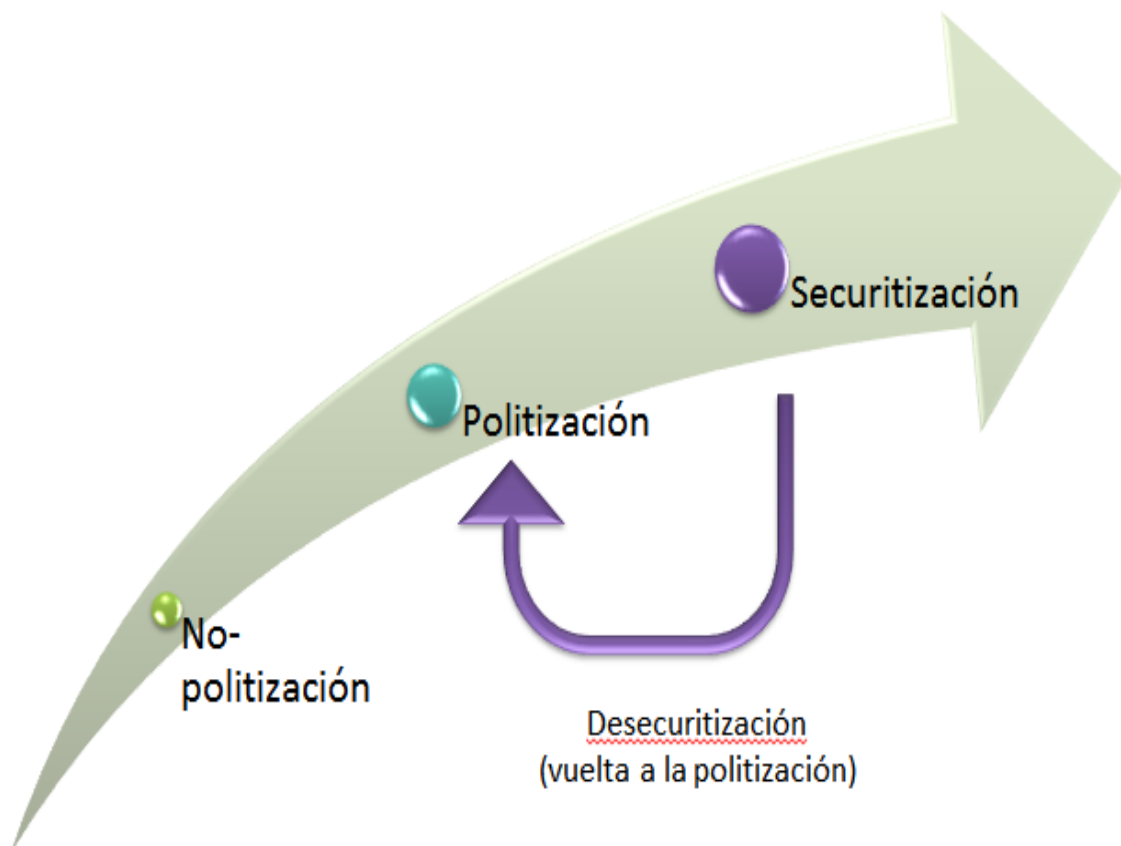 Securitización
Politización
No-
politización
Desecuritización
(vuelta a la politización)